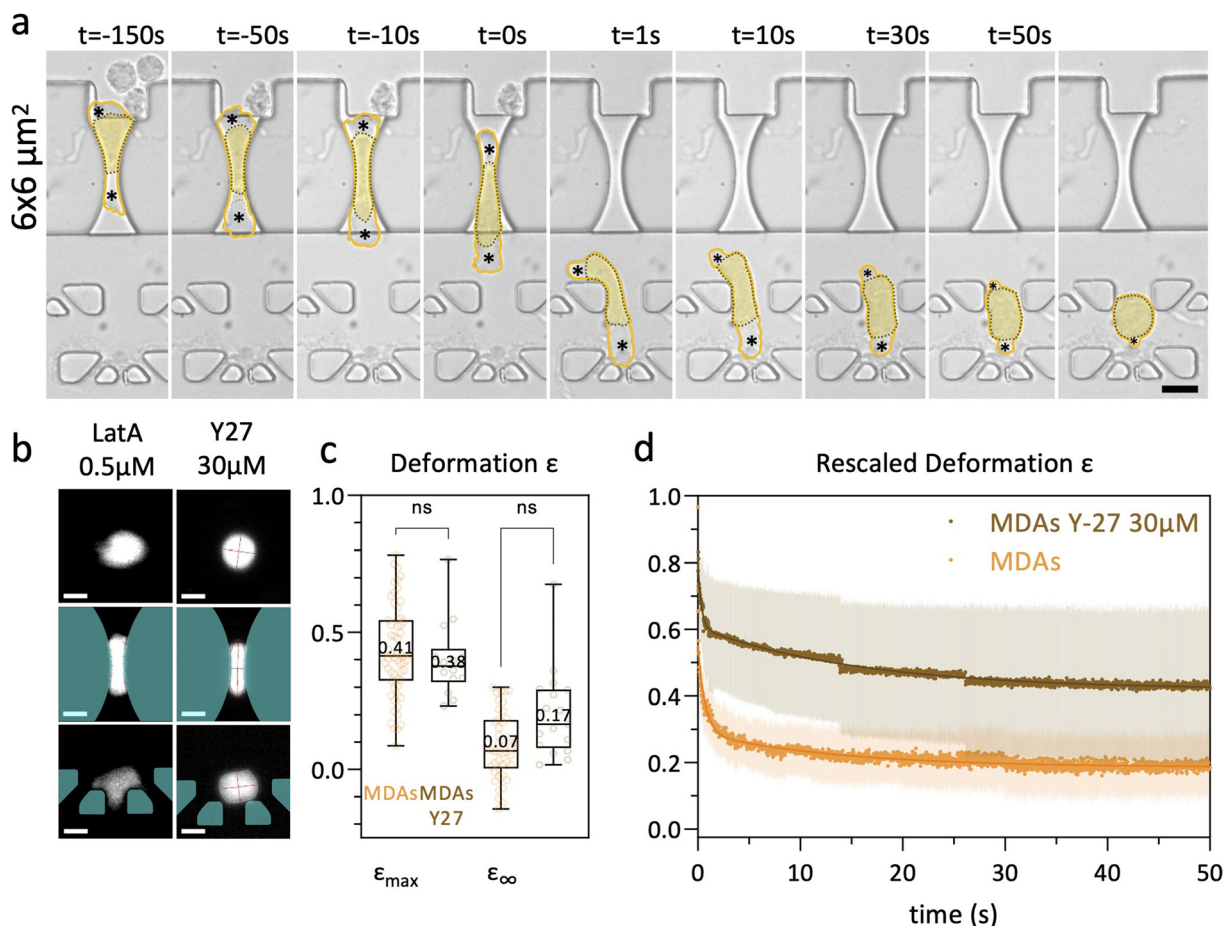 a
t=-150s t=-50s t=-10s t=0s t=1s t=10s t=30s t=50s
6x6 μm²
* * * * * * * * * * * * * * * * *
b
LatA Y27
0.5μM 30μM
c
Deformation ε
1.0
ns ns
0.5
0.41 0.38
0.17
0.07
0.0
MDAs MDAs
Y27
εmax ε∞
d
Rescaled Deformation ε
1.0
MDAs Y-27 30μM
MDAs
0.8
0.6
0.4
0.2
0.0
0 10 20 30 40 50
time (s)